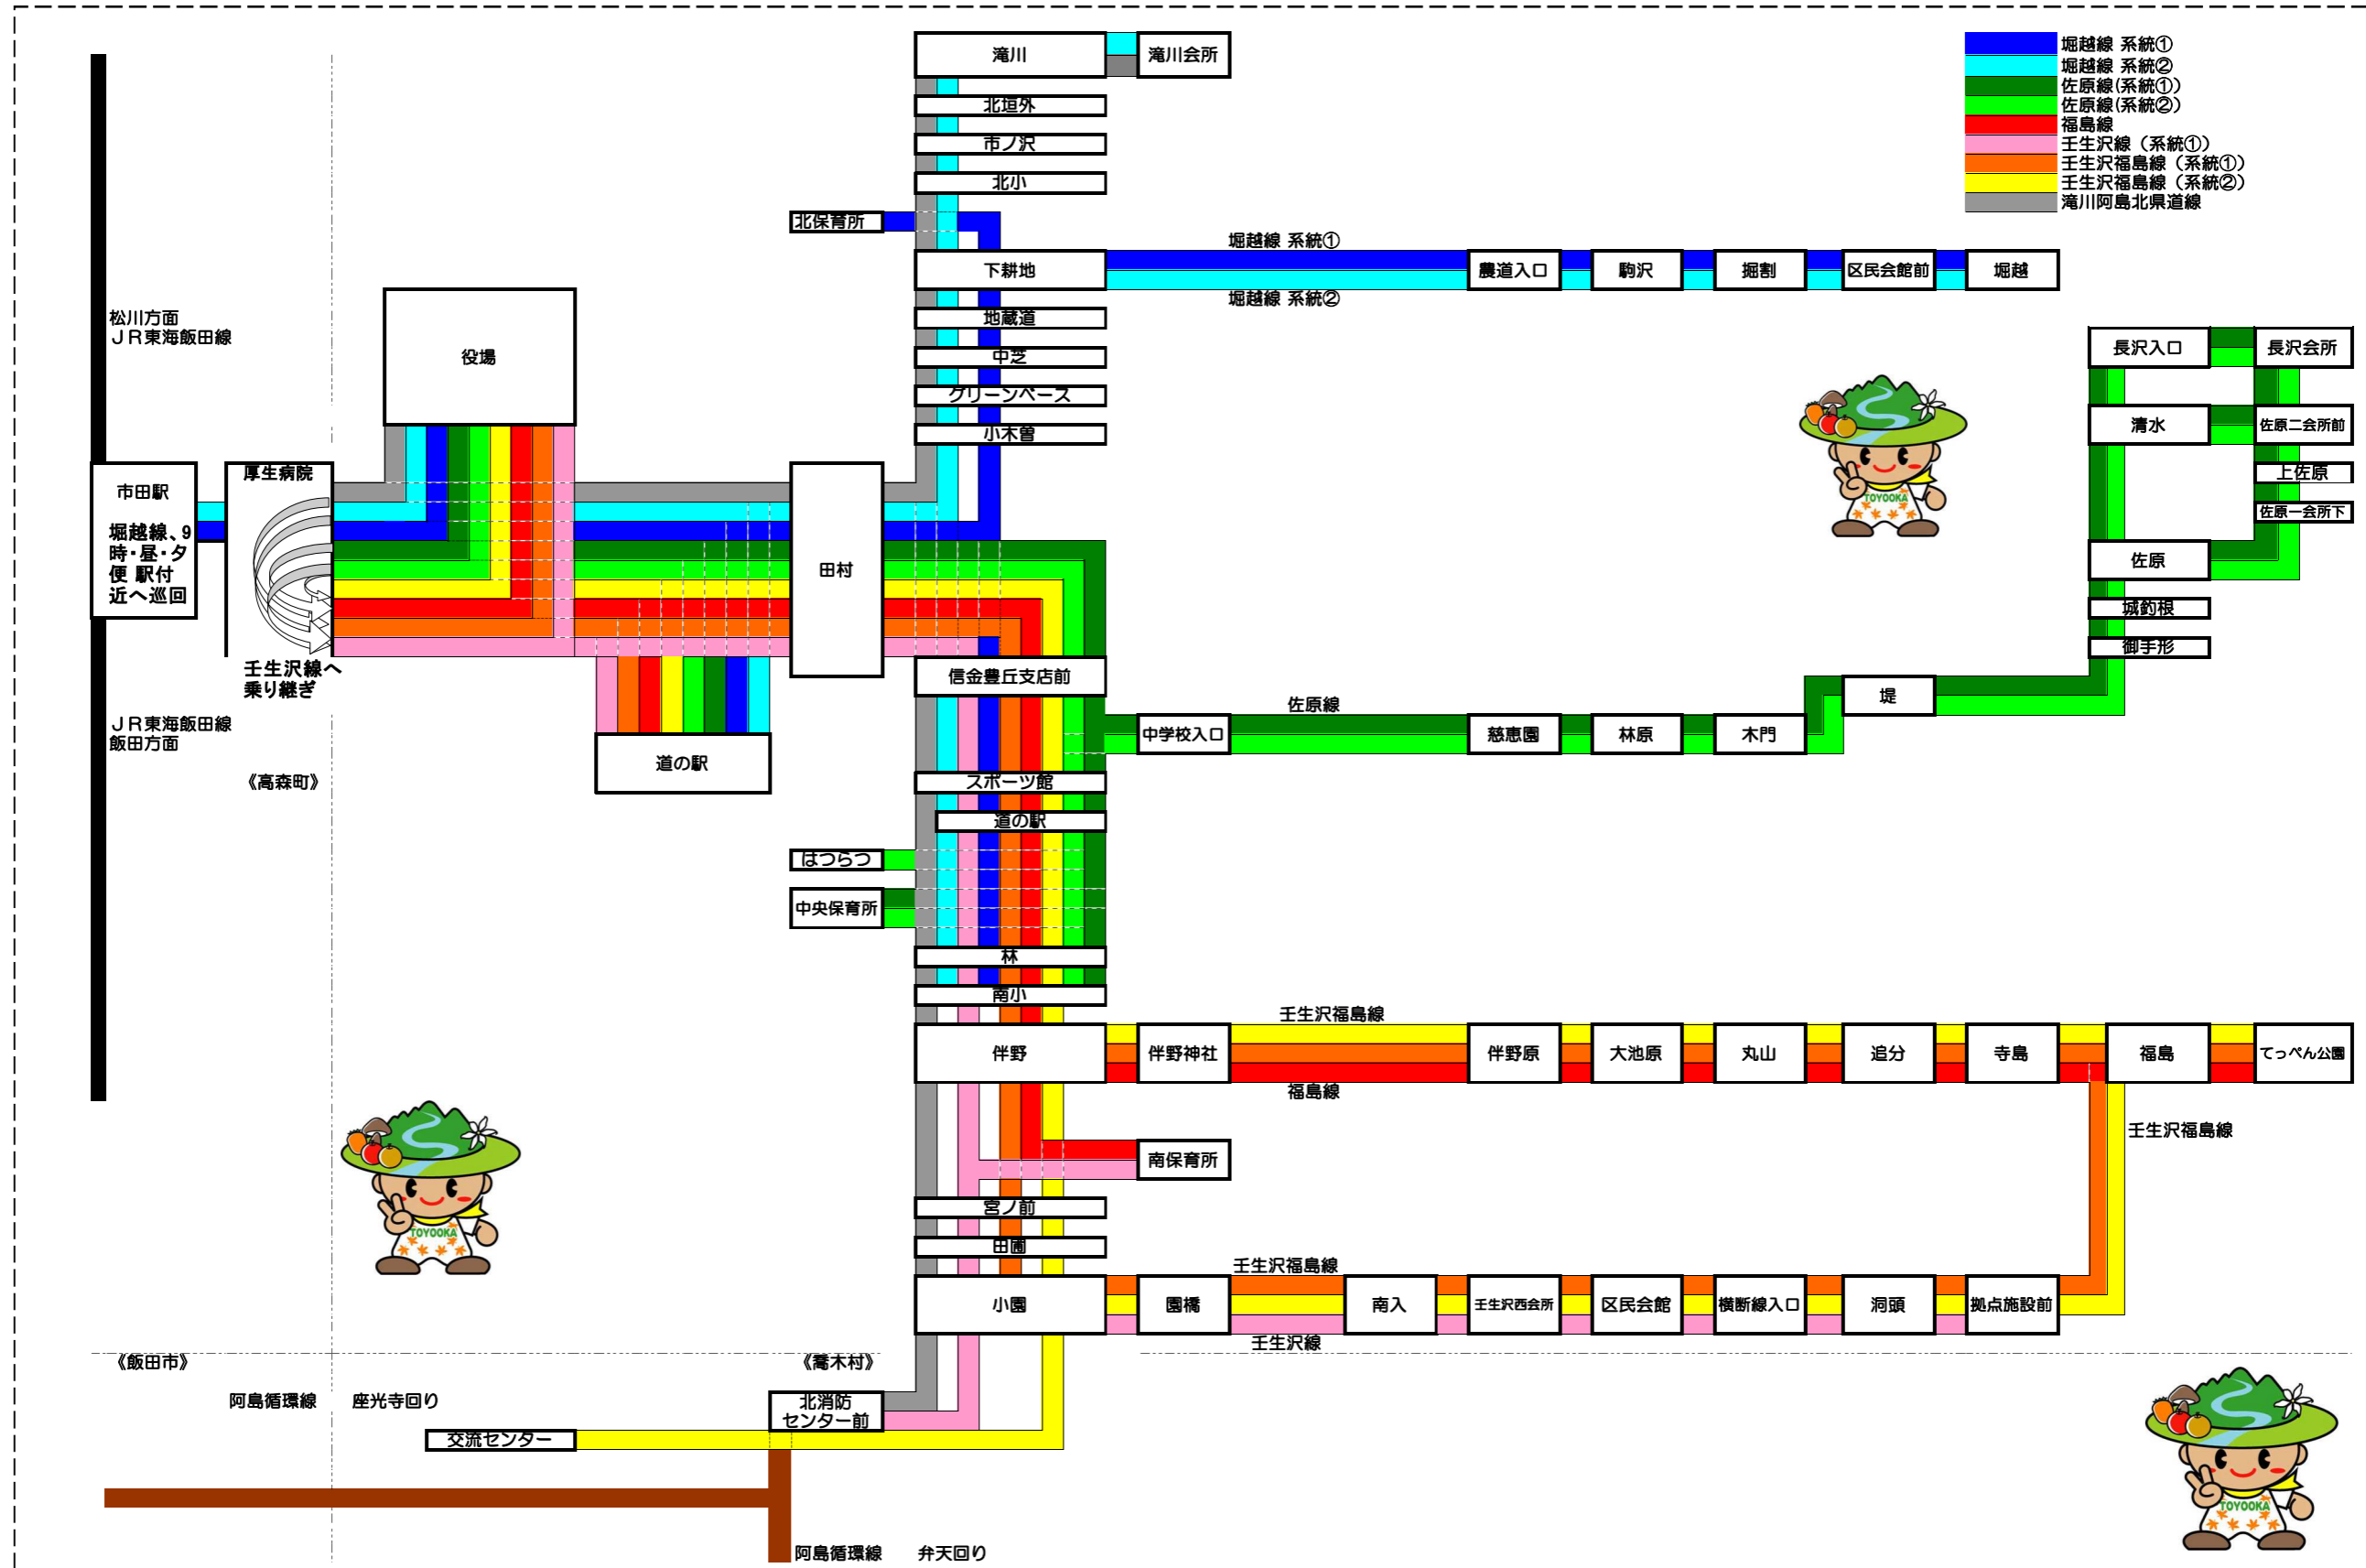 滝川
滝川会所
堀越線 系統①
堀越線 系統②
佐原線(系統①)
佐原線(系統②)
福島線
壬生沢線（系統①）
壬生沢福島線（系統①）
壬生沢福島線（系統②）
滝川阿島北県道線
北垣外
市ノ沢
北小
北保育所
堀越線 系統①
下耕地
農道入口
駒沢
掘割
区民会館前
堀越
堀越線 系統②
松川方面
ＪＲ東海飯田線
役場
地蔵道
中芝
グリーンベース
小木曽
長沢入口
長沢会所
清水
佐原二会所前
上佐原
佐原一会所下
佐原
城釣根
御手形
TOYOOKA
市田駅
堀越線、9
時・昼・夕
便 駅付
近へ巡回
厚生病院
壬生沢線へ
乗り継ぎ
田村
信金豊丘支店前
堤
佐原線
中学校入口
慈恵園
林原
木門
ＪＲ東海飯田線
飯田方面
《高森町》
道の駅
スポーツ館
道の駅
はつらつ
中央保育所
林
南小
壬生沢福島線
伴野
伴野神社
伴野原
大池原
丸山
追分
寺島
福島
てっぺん公園
福島線
壬生沢福島線
南保育所
TOYOOKA
宮ノ前
田圃
壬生沢福島線
小園
園橋
南入
壬生沢西会所
区民会館
横断線入口
洞頭
拠点施設前
壬生沢線
《飯田市》
《喬木村》
阿島循環線 座光寺回り
北消防
センター前
交流センター
TOYOOKA
阿島循環線 弁天回り